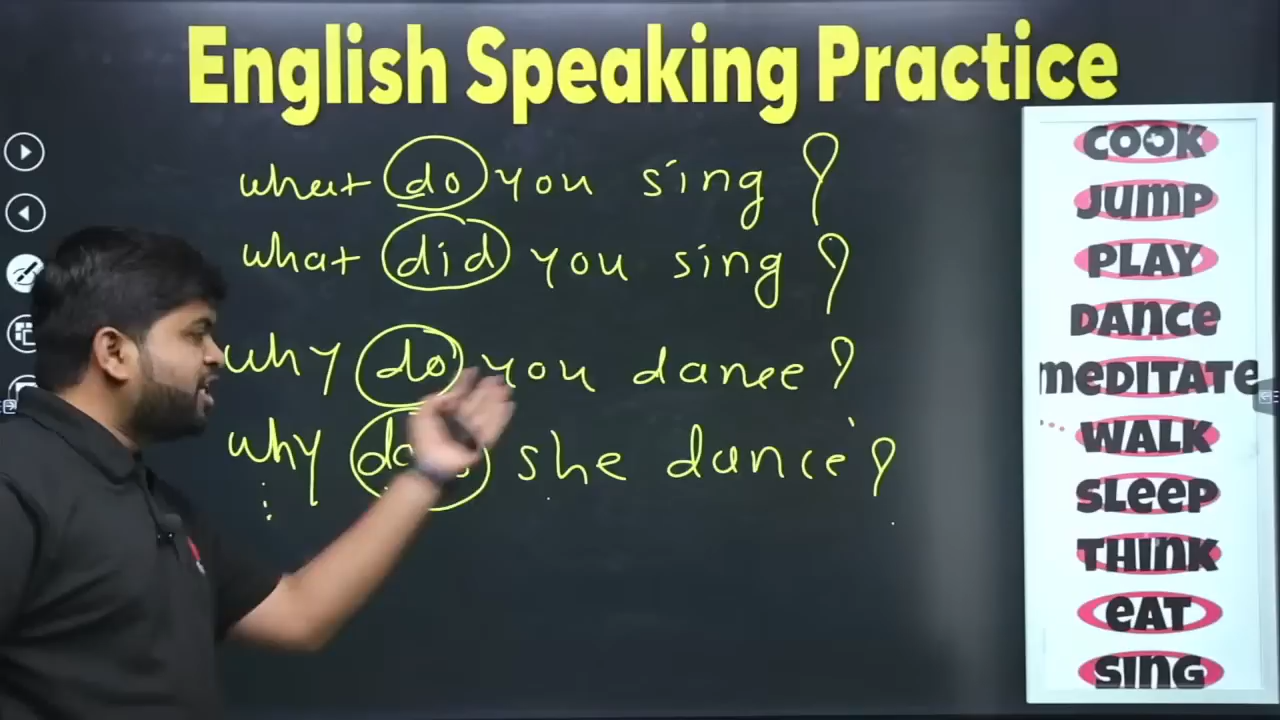 English Speaking Practice
what do you sing ?
what did you sing ?
why do you dance ?
why she dance ?
COOK
JUMP
PLAY
DANCE
MEDITATE
WALK
SLEEP
THINK
EAT
SING